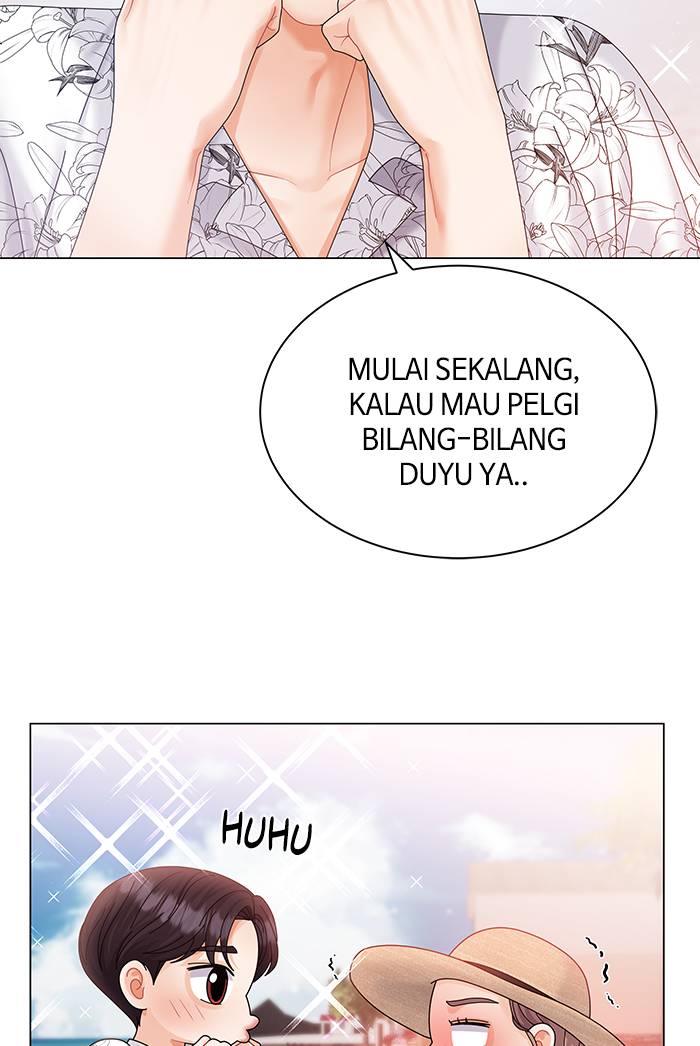 MULAI SEKALANG,
KALAU MAU PELGI
BILANG-BILANG
DUYU YA..
HUHU